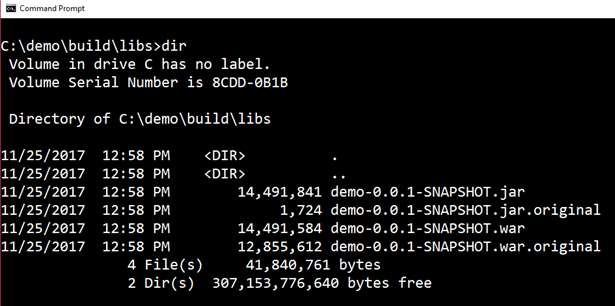 Command Prompt
C:\demo\build\libs>dir
Volume in drive C has no label.
Volume Serial Number is 8CDD-0B1B
Directory of C:\demo\build\libs
11/25/2017  12:58 PM    <DIR>          .
11/25/2017  12:58 PM    <DIR>          ..
11/25/2017  12:58 PM        14,491,841 demo-0.0.1-SNAPSHOT.jar
11/25/2017  12:58 PM             1,724 demo-0.0.1-SNAPSHOT.jar.original
11/25/2017  12:58 PM        14,491,584 demo-0.0.1-SNAPSHOT.war
11/25/2017  12:58 PM        12,855,612 demo-0.0.1-SNAPSHOT.war.original
4 File(s)     41,840,761 bytes
2 Dir(s)  307,153,776,640 bytes free